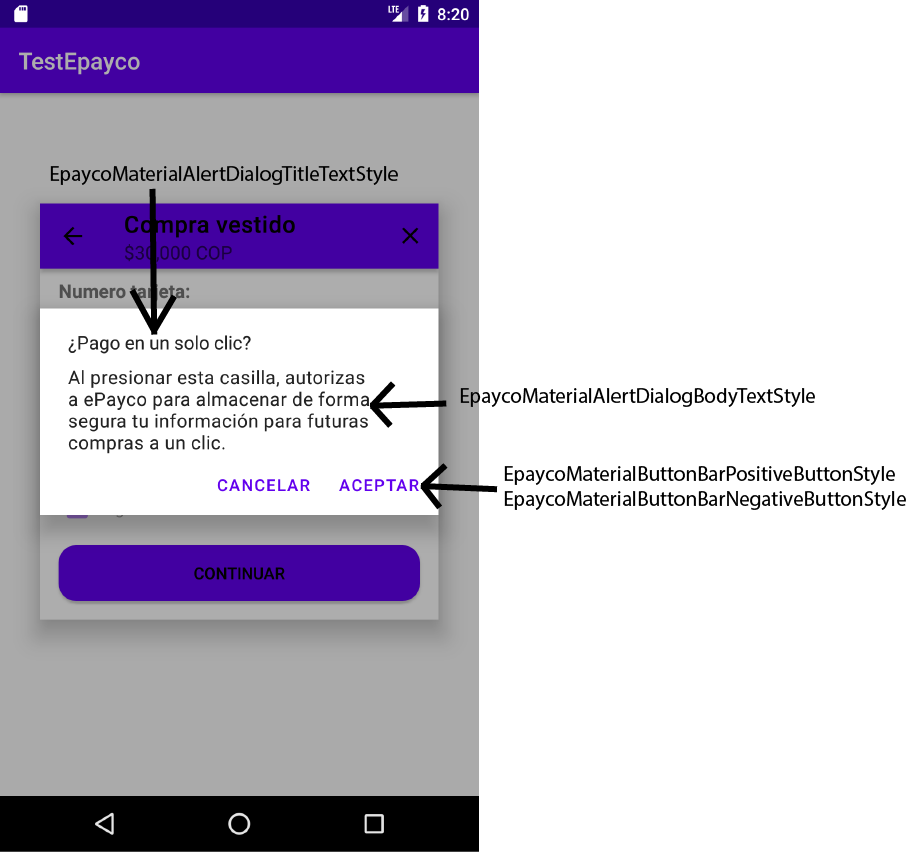 LTE 8:20
TestEpayco
EpaycoMaterialAlertDialogTitleTextStyle
Compra vestido
$30,000 COP
Numero tarjeta:
¿Pago en un solo clic?
Al presionar esta casilla, autorizas
a ePayco para almacenar de forma
segura tu información para futuras
compras a un clic.
EpaycoMaterialAlertDialogBodyTextStyle
CANCELAR ACEPTAR
EpaycoMaterialButtonBarPositiveButtonStyle
EpaycoMaterialButtonBarNegativeButtonStyle
CONTINUAR